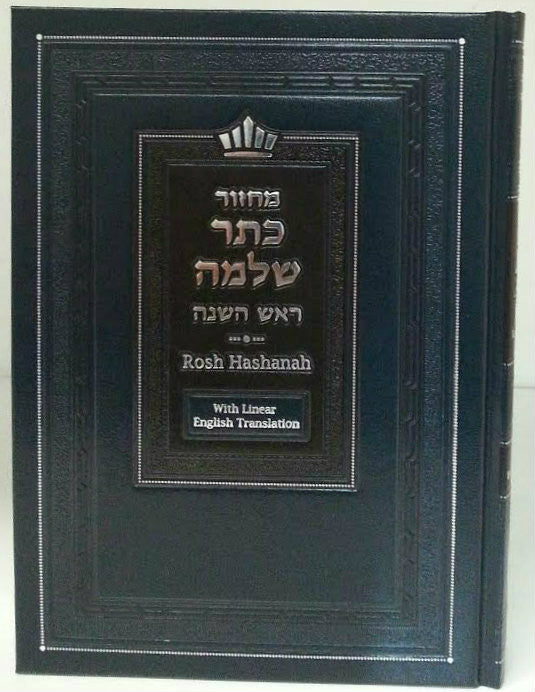 מחזור
כתר
שלמה
ראש השנה
Rosh Hashanah
With Linear
English Translation